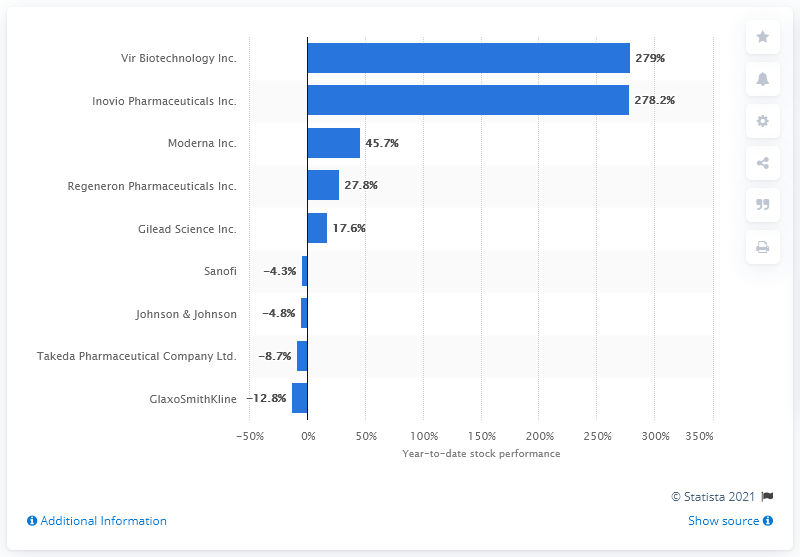 Vir Biotechnology Inc. 279%
Inovio Pharmaceuticals Inc. 278.2%
Moderna Inc. 45.7%
Regeneron Pharmaceuticals Inc. 27.8%
Gilead Science Inc. 17.6%
Sanofi −4.3%
Johnson & Johnson −4.8%
Takeda Pharmaceutical Company Ltd. −8.7%
GlaxoSmithKline −12.8%
−50% 0% 50% 100% 150% 200% 250% 300% 350%
Year-to-date stock performance
© Statista 2021
Additional Information Show source